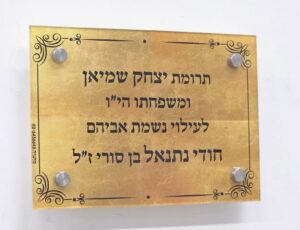 תרומת יצחק שמיאן
ומשפחתו הי"ו
לעילוי נשמת אביהם
חודי נתנאל בן סורי ז"ל